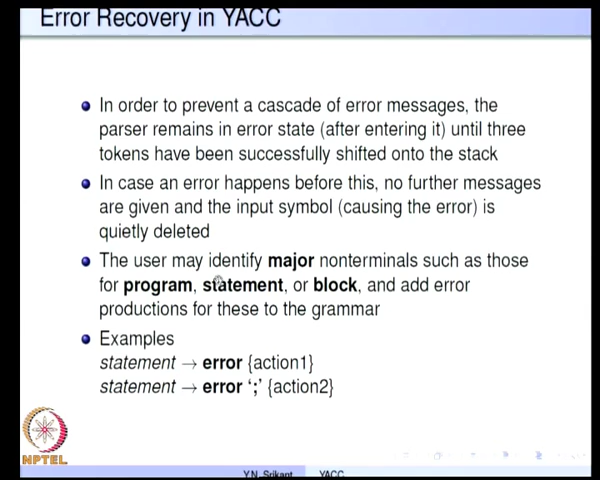 Error Recovery in YACC
In order to prevent a cascade of error messages, the
parser remains in error state (after entering it) until three
tokens have been successfully shifted onto the stack
In case an error happens before this, no further messages
are given and the input symbol (causing the error) is
quietly deleted
The user may identify major nonterminals such as those
for program, statement, or block, and add error
productions for these to the grammar
Examples
statement → error {action1}
statement → error ‘;’ {action2}
NPTEL
Y.N. Srikant YACC